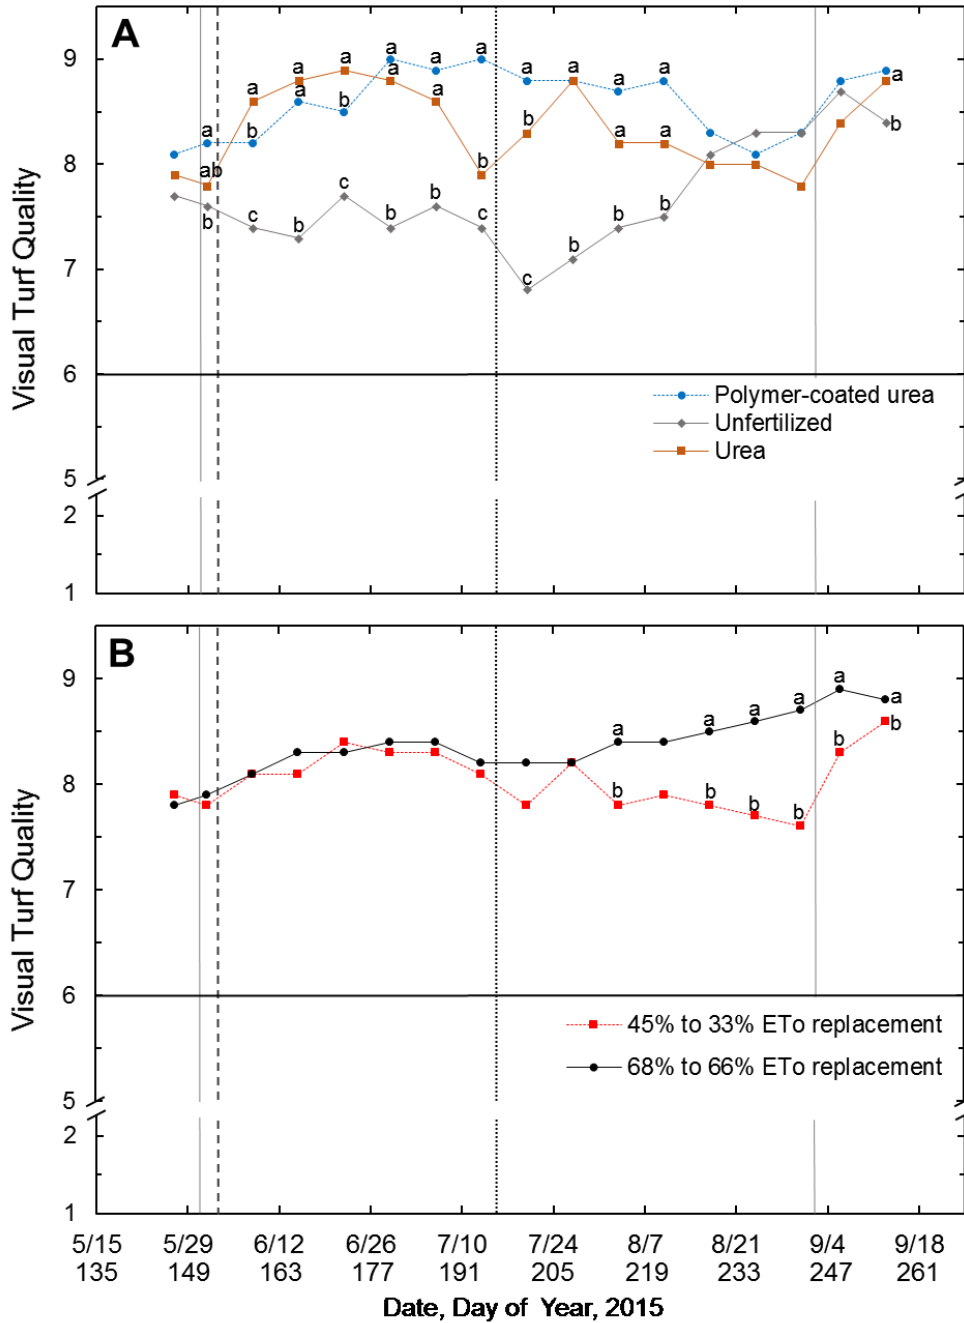 A
9
a
a
a
a
a
a
a
a
a
a
a
a
a
a
b
b
a
a
b
a
a
a
b
8
ab
b
b
c
b
c
b
b
c
b
b
b
7
c
6
5
2
1
Visual Turf Quality
Polymer-coated urea
Unfertilized
Urea
B
9
a
a
a
a
a
a
b
b
8
b
b
b
b
7
6
5
2
1
Visual Turf Quality
45% to 33% ETo replacement
68% to 66% ETo replacement
5/15 5/29 6/12 6/26 7/10 7/24 8/7 8/21 9/4 9/18
135 149 163 177 191 205 219 233 247 261
Date, Day of Year, 2015